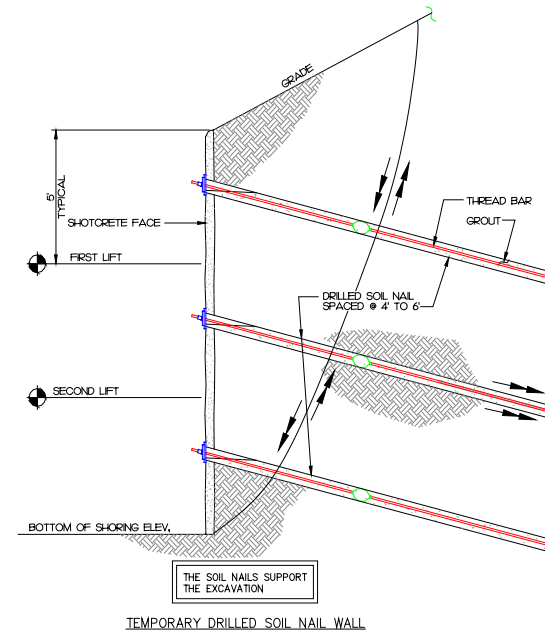 GRADE
5'
TYPICAL
SHOTCRETE FACE
THREAD BAR
GROUT
FIRST LIFT
DRILLED SOIL NAIL
SPACED @ 4' TO 6'
SECOND LIFT
BOTTOM OF SHORING ELEV.
THE SOIL NAILS SUPPORT
THE EXCAVATION
TEMPORARY DRILLED SOIL NAIL WALL